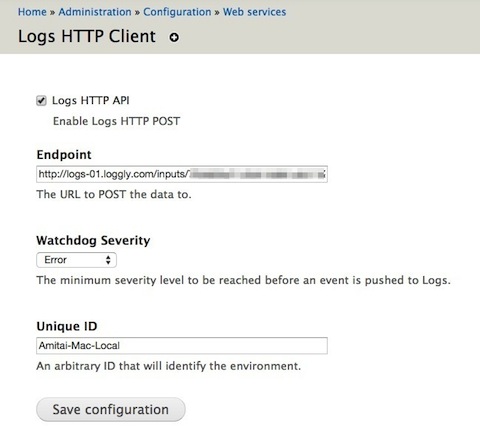 Home » Administration » Configuration » Web services
Logs HTTP Client
Logs HTTP API
Enable Logs HTTP POST
Endpoint
http://logs-01.loggly.com/inputs/
The URL to POST the data to.
Watchdog Severity
Error
The minimum severity level to be reached before an event is pushed to Logs.
Unique ID
Amitai-Mac-Local
An arbitrary ID that will identify the environment.
Save configuration